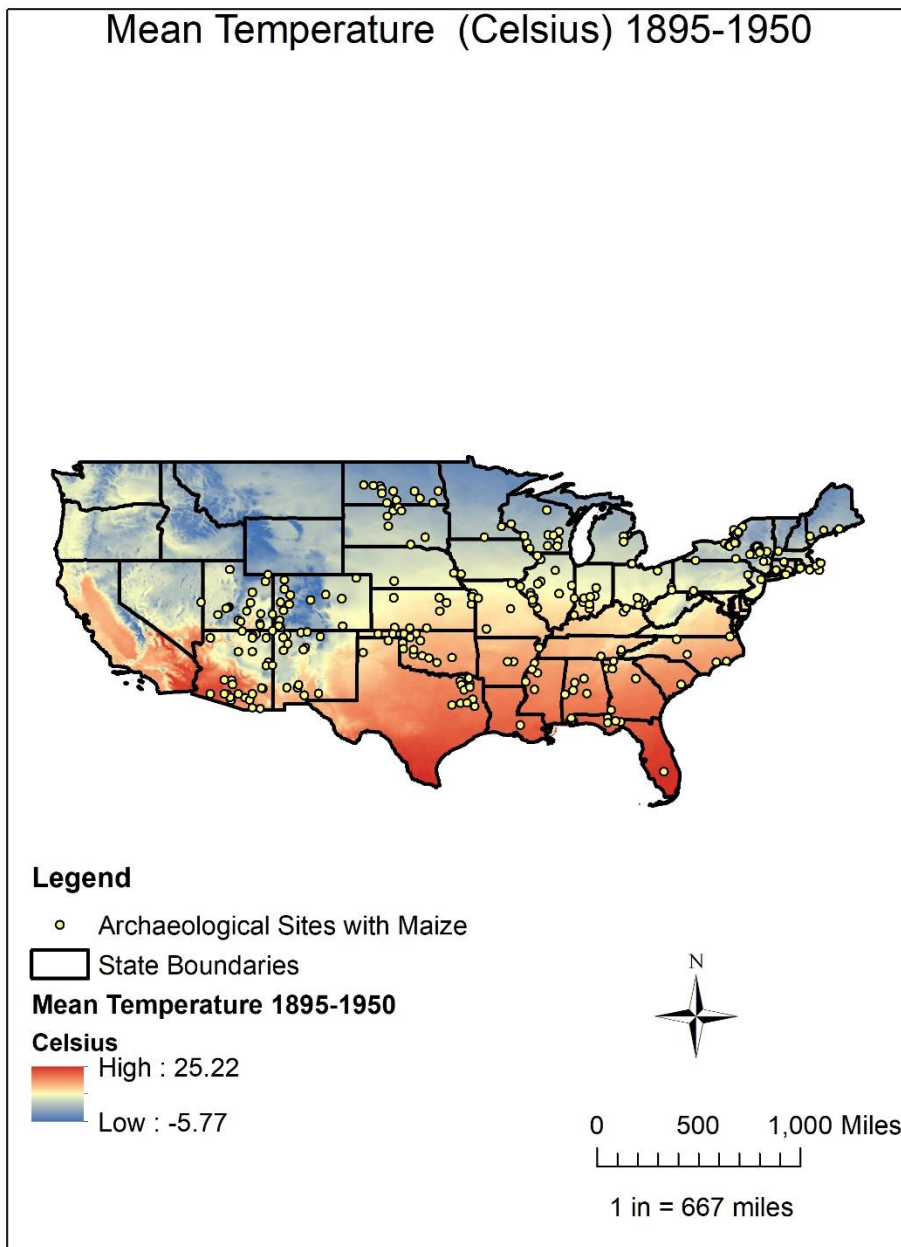 Mean Temperature (Celsius) 1895-1950
Legend
Archaeological Sites with Maize
State Boundaries
Mean Temperature 1895-1950
Celsius
High : 25.22
Low : -5.77
N
0 500 1,000 Miles
1 in = 667 miles